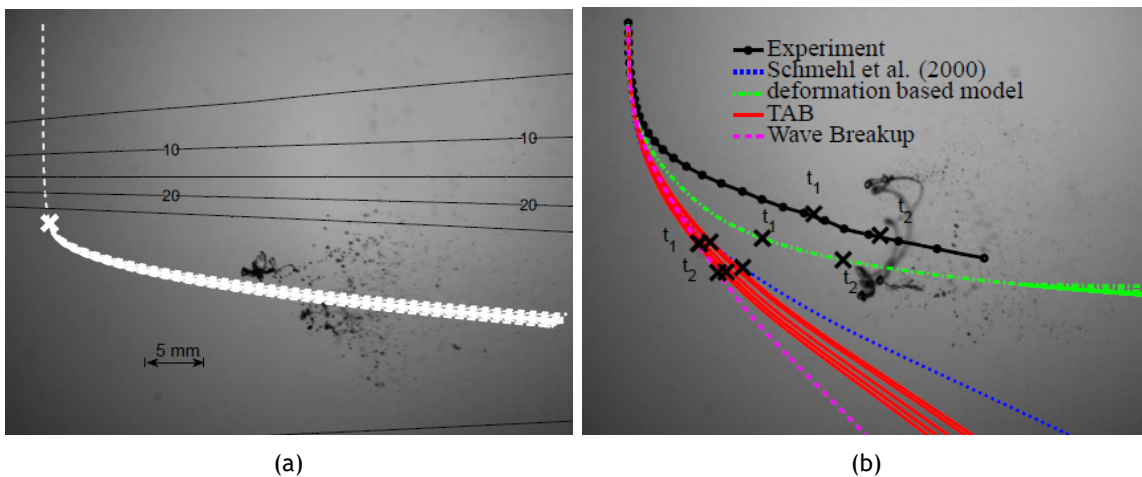 10
10
20
20
5 mm
(a)
Experiment
Schmehl et al. (2000)
deformation based model
TAB
Wave Breakup
t1
t2
t1
t1
t2
t2
(b)